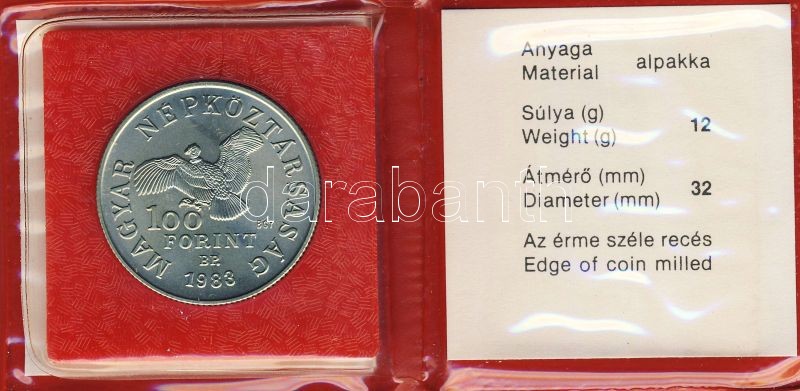 MAGYAR NÉPKÖZTÁRSASÁG
100
FORINT
BP.
1983
Anyaga
Material
alpakka
Súlya (g)
Weight (g)
12
Átmérő (mm)
Diameter (mm)
32
Az érme széle recés
Edge of coin milled
darabanth